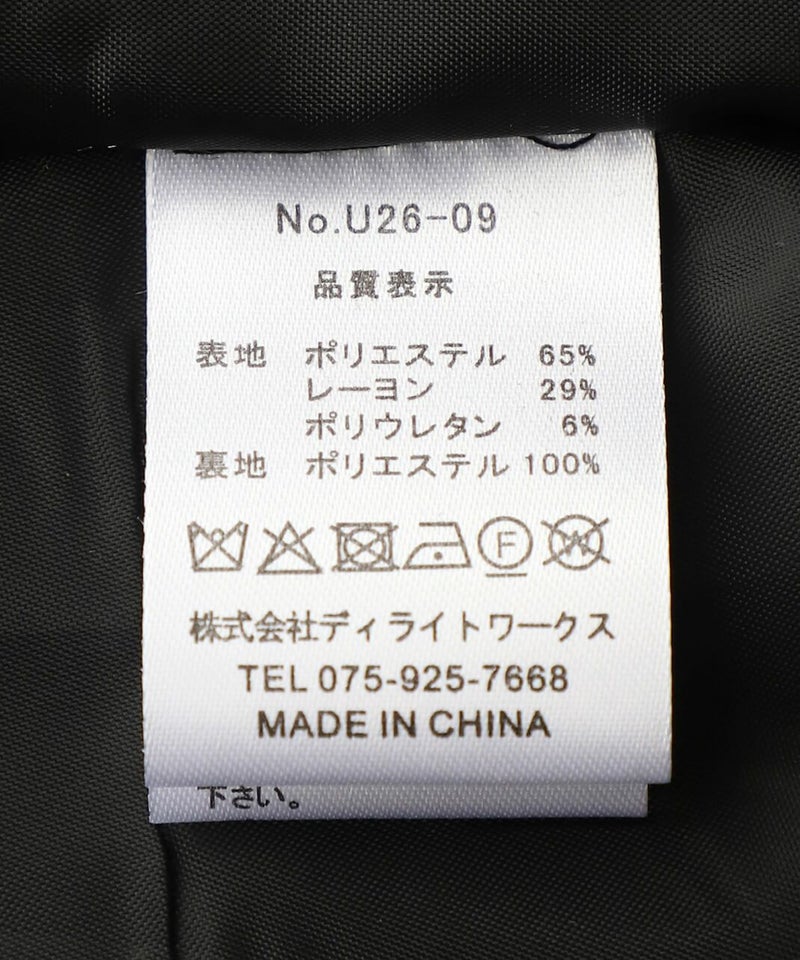 No.U26-09
品質表示
表地 ポリエステル 65%
レーヨン 29%
ポリウレタン 6%
裏地 ポリエステル 100%
F W
株式会社ディライトワークス
TEL 075-925-7668
MADE IN CHINA
下さい。